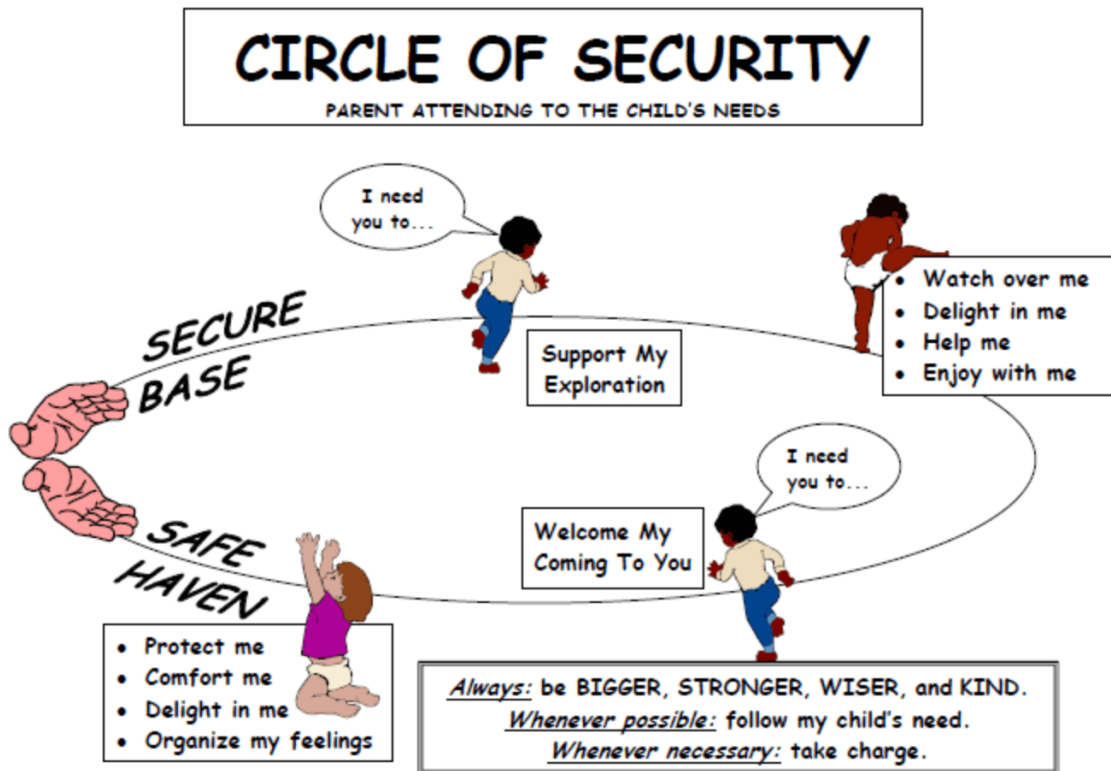 CIRCLE OF SECURITY
PARENT ATTENDING TO THE CHILD'S NEEDS
I need
you to...
SECURE
BASE
Support My
Exploration
• Watch over me
• Delight in me
• Help me
• Enjoy with me
I need
you to...
Welcome My
Coming To You
SAFE
HAVEN
• Protect me
• Comfort me
• Delight in me
• Organize my feelings
Always: be BIGGER, STRONGER, WISER, and KIND.
Whenever possible: follow my child's need.
Whenever necessary: take charge.